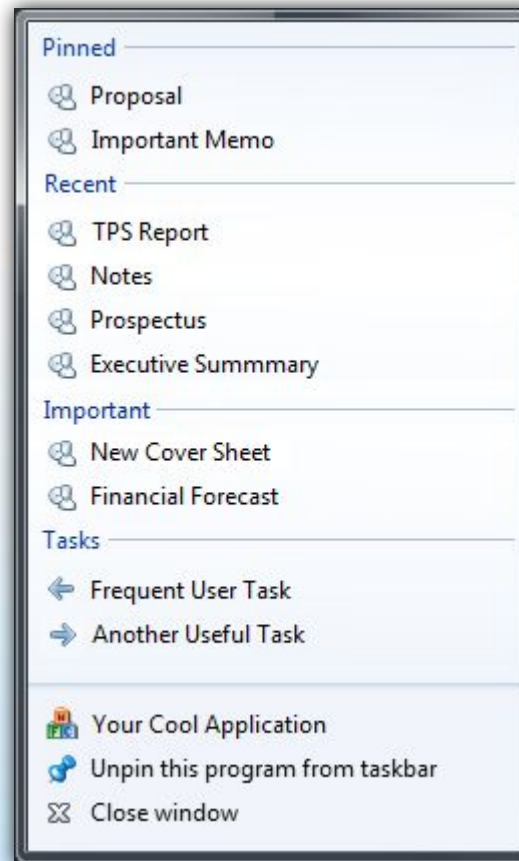 Pinned
Proposal
Important Memo
Recent
TPS Report
Notes
Prospectus
Executive Summmary
Important
New Cover Sheet
Financial Forecast
Tasks
Frequent User Task
Another Useful Task
Your Cool Application
Unpin this program from taskbar
Close window